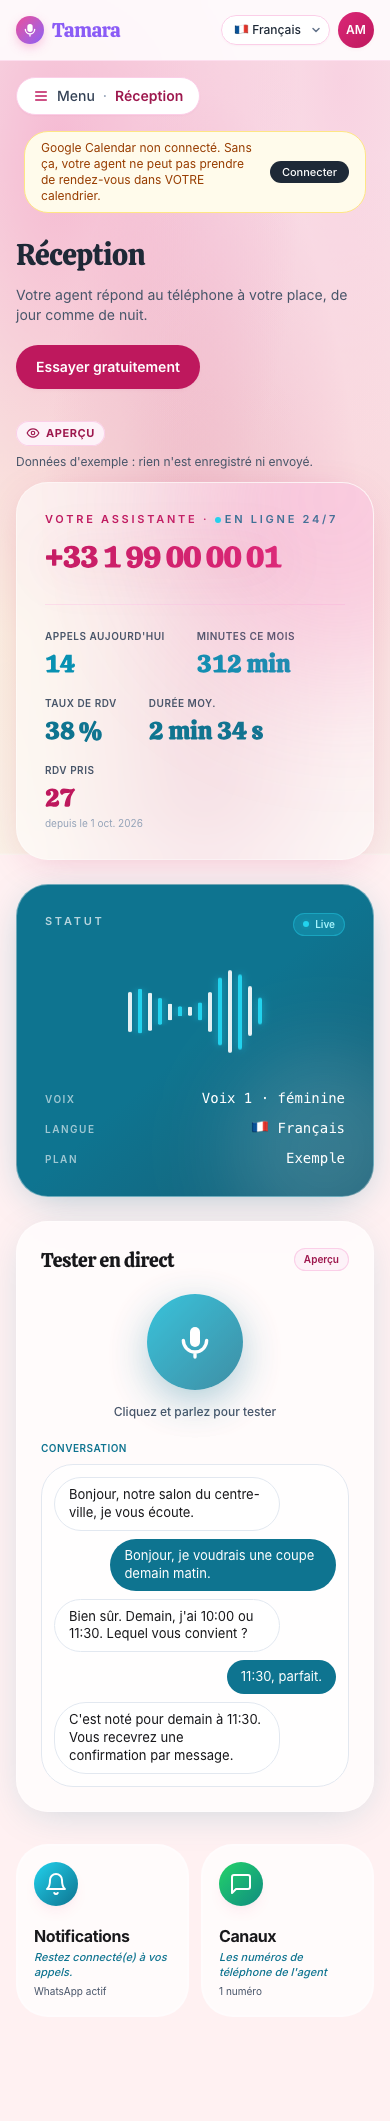 Tamara
Français
AM
Menu · Réception
Google Calendar non connecté. Sans
ça, votre agent ne peut pas prendre
de rendez-vous dans VOTRE
calendrier.
Connecter
Réception
Votre agent répond au téléphone à votre place, de
jour comme de nuit.
Essayer gratuitement
APERÇU
Données d'exemple : rien n'est enregistré ni envoyé.
VOTRE ASSISTANTE · EN LIGNE 24/7
+33 1 99 00 00 01
APPELS AUJOURD'HUI
14
MINUTES CE MOIS
312 min
TAUX DE RDV
38 %
DURÉE MOY.
2 min 34 s
RDV PRIS
27
depuis le 1 oct. 2026
STATUT
Live
VOIX
Voix 1 · féminine
LANGUE
Français
PLAN
Exemple
Tester en direct
Aperçu
Cliquez et parlez pour tester
CONVERSATION
Bonjour, notre salon du centre-
ville, je vous écoute.
Bonjour, je voudrais une coupe
demain matin.
Bien sûr. Demain, j'ai 10:00 ou
11:30. Lequel vous convient ?
11:30, parfait.
C'est noté pour demain à 11:30.
Vous recevrez une
confirmation par message.
Notifications
Restez connecté(e) à vos
appels.
WhatsApp actif
Canaux
Les numéros de
téléphone de l'agent
1 numéro